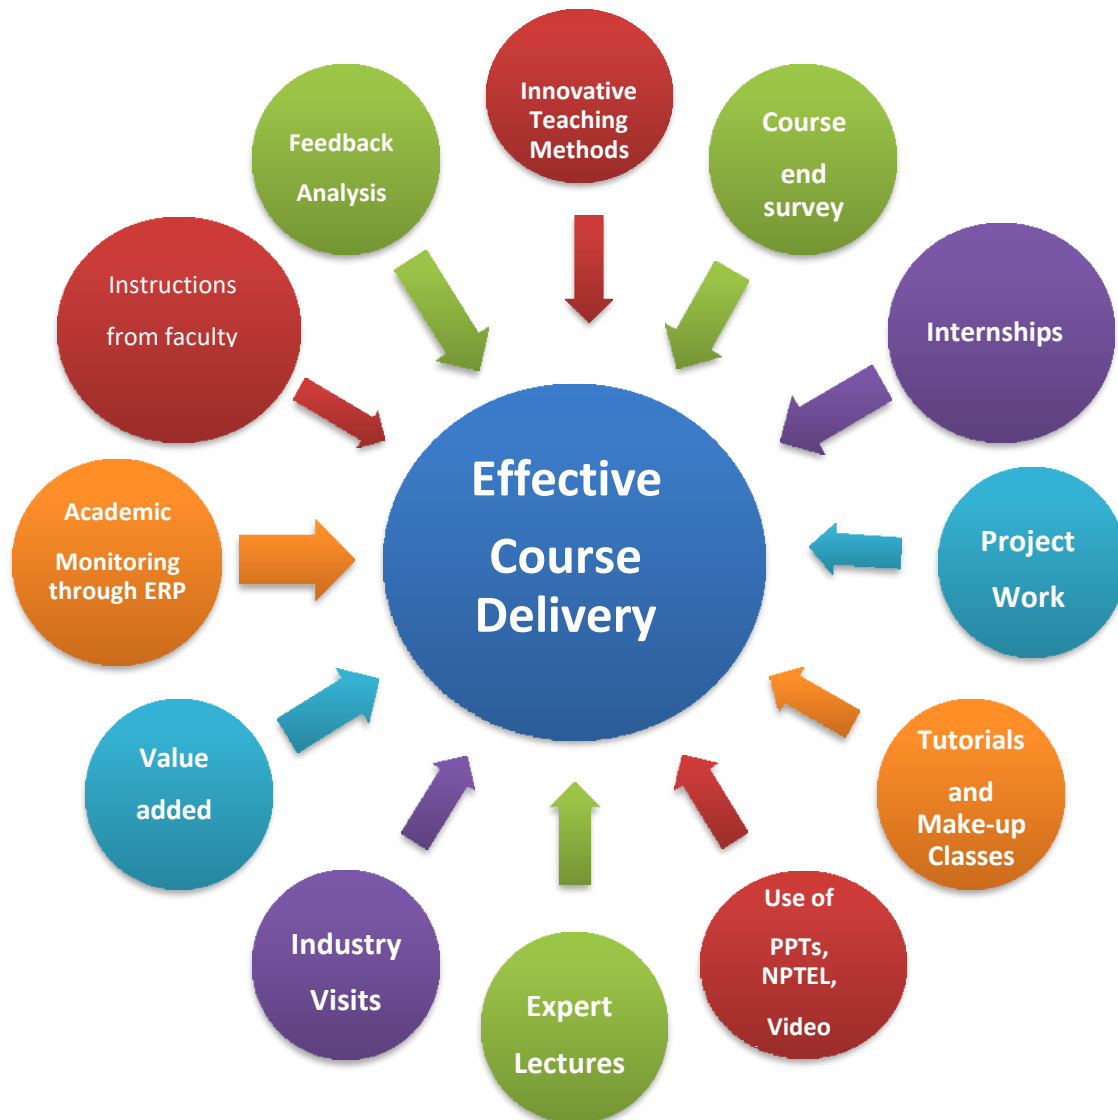 Innovative
Teaching
Methods
Course
end
survey
Internships
Project
Work
Tutorials
and
Make-up
Classes
Use of
PPTs,
NPTEL,
Video
Expert
Lectures
Industry
Visits
Value
added
Academic
Monitoring
through ERP
Instructions
from faculty
Feedback
Analysis
Effective
Course
Delivery